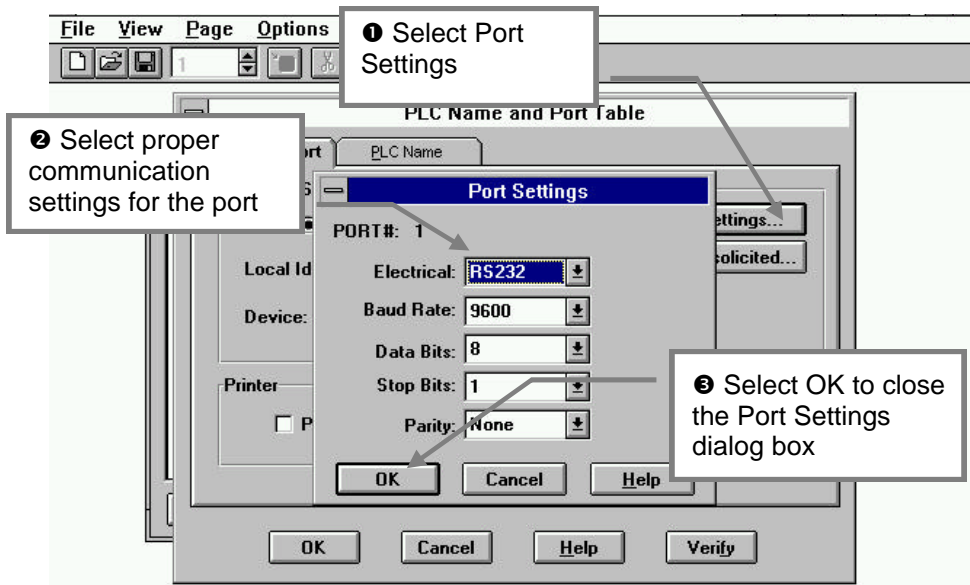 File View Page Options
1
❶ Select Port
Settings
PLC Name and Port Table
❷ Select proper
communication
settings for the port
PLC Name
Port Settings
PORT#: 1
Electrical: RS232
Baud Rate: 9600
Data Bits: 8
Stop Bits: 1
Parity: None
OK Cancel Help
Local Id
Device:
Printer
P
ettings...
solicited...
❸ Select OK to close
the Port Settings
dialog box
OK Cancel Help Verify